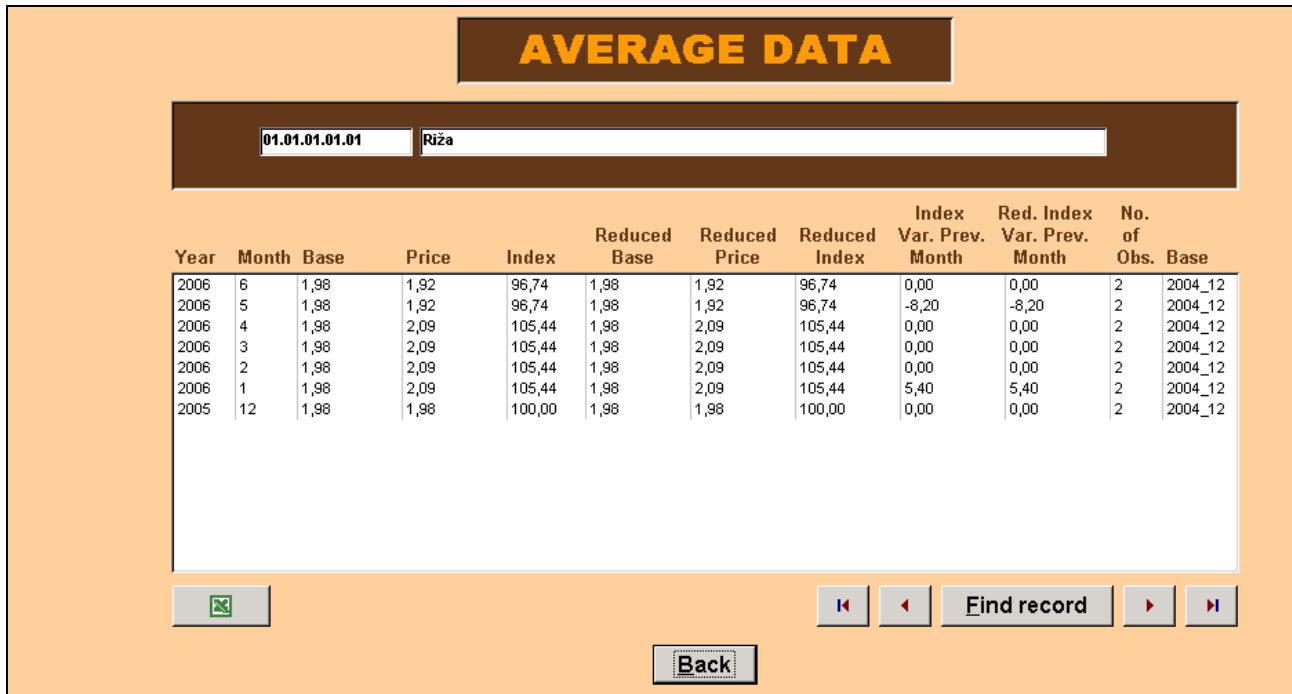 AVERAGE DATA
01.01.01.01.01 Riža
Index Red. Index No.
Reduced Reduced Reduced Var. Prev. Var. Prev. of
Year Month Base Price Index Base Price Index Month Month Obs. Base
2006 6 1,98 1,92 96,74 1,98 1,92 96,74 0,00 0,00 2 2004_12
2006 5 1,98 1,92 96,74 1,98 1,92 96,74 -8,20 -8,20 2 2004_12
2006 4 1,98 2,09 105,44 1,98 2,09 105,44 0,00 0,00 2 2004_12
2006 3 1,98 2,09 105,44 1,98 2,09 105,44 0,00 0,00 2 2004_12
2006 2 1,98 2,09 105,44 1,98 2,09 105,44 0,00 0,00 2 2004_12
2006 1 1,98 2,09 105,44 1,98 2,09 105,44 5,40 5,40 2 2004_12
2005 12 1,98 1,98 100,00 1,98 1,98 100,00 0,00 0,00 2 2004_12
Find record
Back